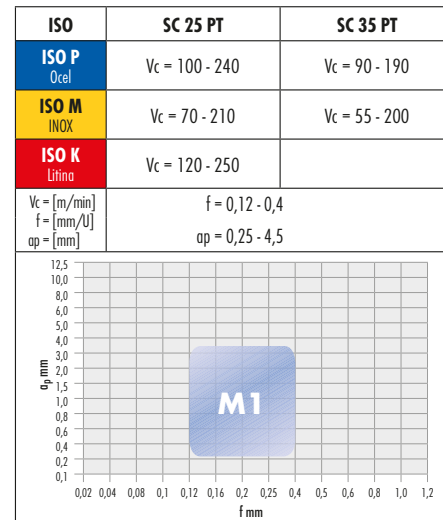 ISO SC 25 PT SC 35 PT
ISO P
Ocel
Vc = 100 - 240 Vc = 90 - 190
ISO M
INOX
Vc = 70 - 210 Vc = 55 - 200
ISO K
Litina
Vc = 120 - 250
Vc = [m/min]
f = [mm/U]
ap = [mm]
f = 0,12 - 0,4
ap = 0,25 - 4,5
12,5
10,0
8,0
6,0
5,0
4,0
3,0
2,0
1,5
1,0
0,8
0,6
0,4
0,2
0,1
ap mm
M1
0,02 0,04 0,08 0,1 0,12 0,16 0,2 0,25 0,4 0,5 0,6 0,8 1,0 1,2
f mm